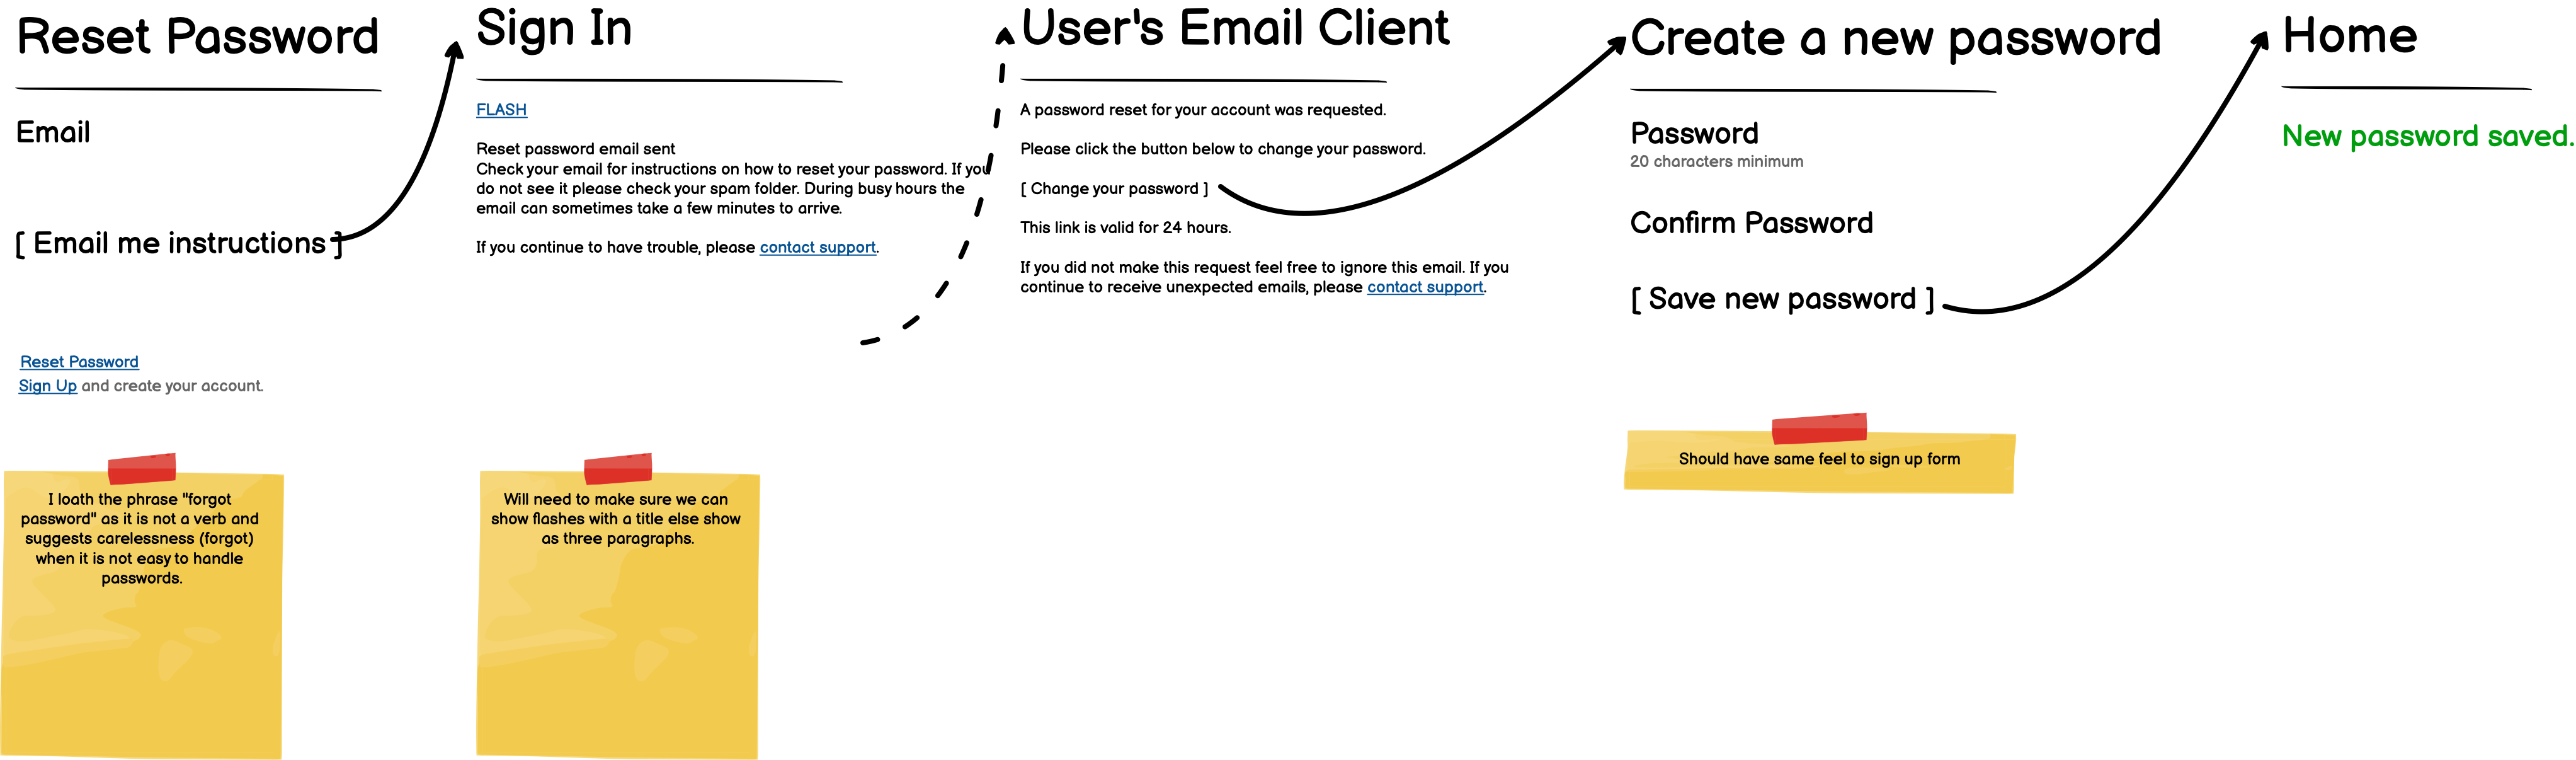 Reset Password
Email
[ Email me instructions ]
Reset Password
Sign Up and create your account.
I loath the phrase "forgot
password" as it is not a verb and
suggests carelessness (forgot)
when it is not easy to handle
passwords.
Sign In
FLASH
Reset password email sent
Check your email for instructions on how to reset your password. If you
do not see it please check your spam folder. During busy hours the
email can sometimes take a few minutes to arrive.
If you continue to have trouble, please contact support.
Will need to make sure we can
show flashes with a title else show
as three paragraphs.
User's Email Client
A password reset for your account was requested.
Please click the button below to change your password.
[ Change your password ]
This link is valid for 24 hours.
If you did not make this request feel free to ignore this email. If you
continue to receive unexpected emails, please contact support.
Create a new password
Password
20 characters minimum
Confirm Password
[ Save new password ]
Should have same feel to sign up form
Home
New password saved.